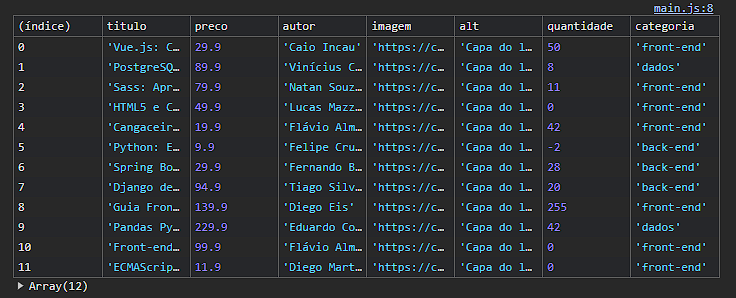 main.js:8
(índice) titulo preco autor imagem alt quantidade categoria
0 'Vue.js: C… 29.9 'Caio Incau' 'https://c… 'Capa do l… 50 'front-end'
1 'PostgreSQ… 89.9 'Vinícius C… 'https://c… 'Capa do l… 8 'dados'
2 'Sass: Apr… 79.9 'Natan Souz… 'https://c… 'Capa do l… 11 'front-end'
3 'HTML5 e C… 49.9 'Lucas Mazz… 'https://c… 'Capa do l… 0 'front-end'
4 'Cangaceir… 19.9 'Flávio Alm… 'https://c… 'Capa do l… 42 'front-end'
5 'Python: E… 9.9 'Felipe Cru… 'https://c… 'Capa do l… -2 'back-end'
6 'Spring Bo… 29.9 'Fernando B… 'https://c… 'Capa do l… 28 'back-end'
7 'Django de… 94.9 'Tiago Silv… 'https://c… 'Capa do l… 20 'back-end'
8 'Guia Fron… 139.9 'Diego Eis' 'https://c… 'Capa do l… 255 'front-end'
9 'Pandas Py… 229.9 'Eduardo Co… 'https://c… 'Capa do l… 42 'dados'
10 'Front-end… 99.9 'Flávio Alm… 'https://c… 'Capa do l… 0 'front-end'
11 'ECMAScrip… 11.9 'Diego Mart… 'https://c… 'Capa do l… 0 'front-end'
Array(12)